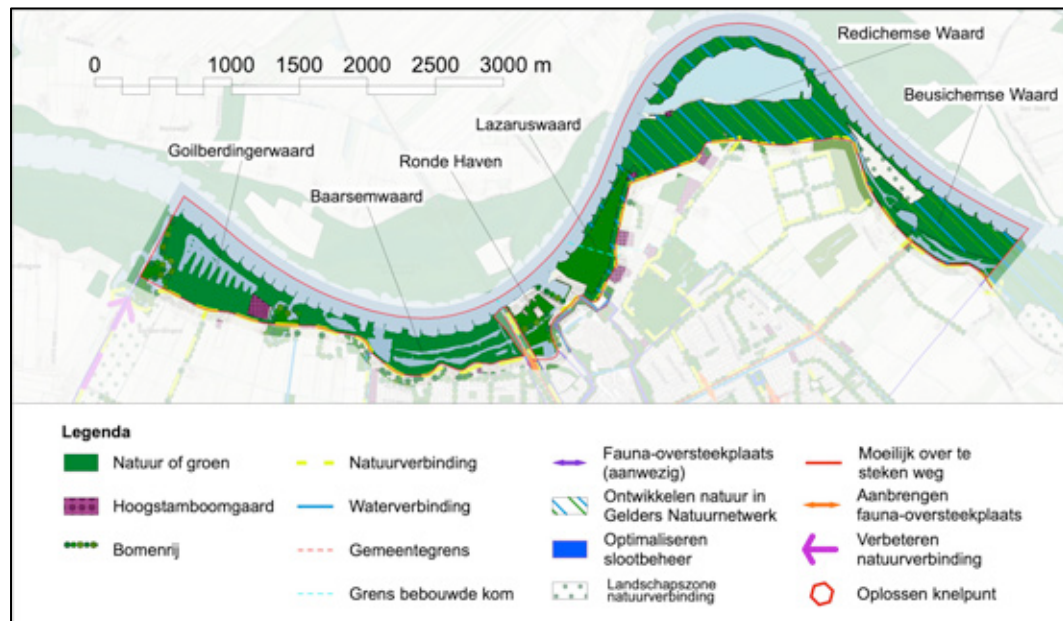 Redichemse Waard
0 1000 1500 2000 2500 3000 m
Beusichemse Waard
Lazaruswaard
Goilberdingerwaard
Ronde Haven
Baarsemwaard
Legenda
Natuur of groen
Hoogstamboomgaard
Bomenrij
Natuurverbinding
Waterverbinding
Gemeentegrens
Grens bebouwde kom
Fauna-oversteekplaats
(aanwezig)
Ontwikkelen natuur in
Gelders Natuurnetwerk
Optimaliseren
slootbeheer
Landschapszone
natuurverbinding
Moeilijk over te
steken weg
Aanbrengen
fauna-oversteekplaats
Verbeteren
natuurverbinding
Oplossen knelpunt